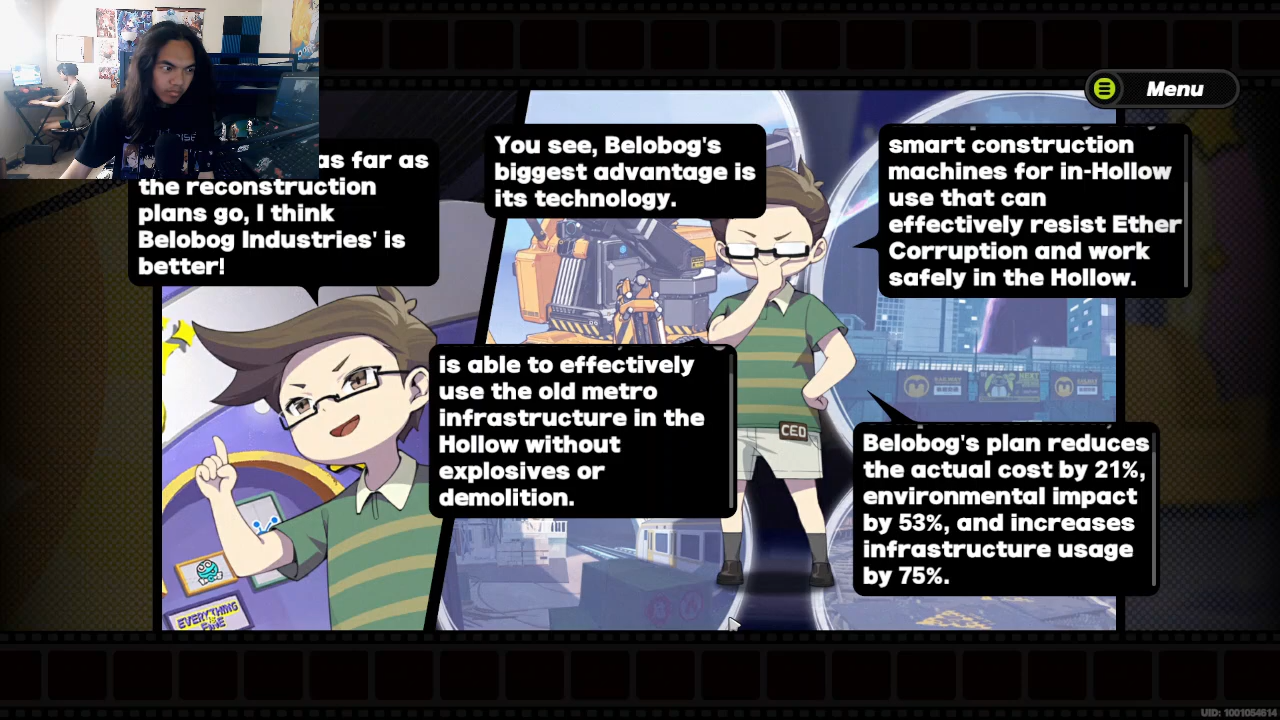 Menu
as far as
the reconstruction
plans go, I think
Belobog Industries' is
better!
You see, Belobog's
biggest advantage is
its technology.
smart construction
machines for in-Hollow
use that can
effectively resist Ether
Corruption and work
safely in the Hollow.
is able to effectively
use the old metro
infrastructure in the
Hollow without
explosives or
demolition.
Belobog's plan reduces
the actual cost by 21%,
environmental impact
by 53%, and increases
infrastructure usage
by 75%.
CEO
EVERYTHING
IS
FINE
UID: 1001054614